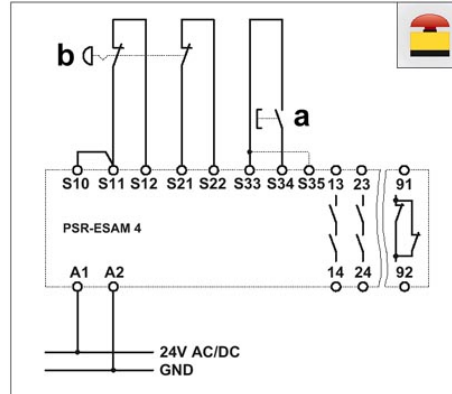 b
a
S10 S11 S12 S21 S22 S33 S34 S35 13 23 91
PSR-ESAM 4
14 24 92
A1 A2
24V AC/DC
GND